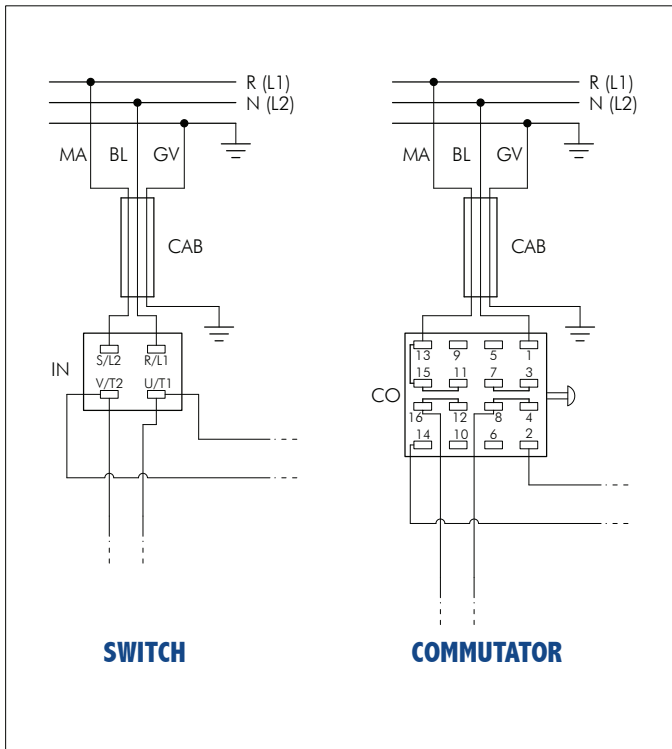 R (L1)
N (L2)
MA BL GV
CAB
IN
S/L2 R/L1
V/T2 U/T1
SWITCH
R (L1)
N (L2)
MA BL GV
CAB
CO
13 9 5 1
15 11 7 3
16 12 8 4
14 10 6 2
COMMUTATOR